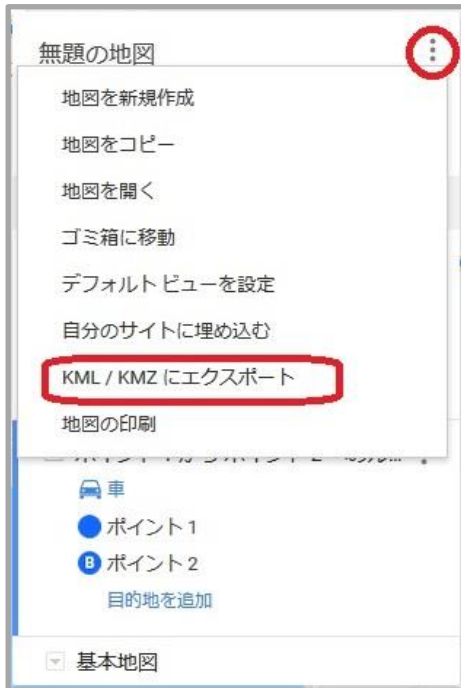 無題の地図
地図を新規作成
地図をコピー
地図を開く
ゴミ箱に移動
デフォルト ビューを設定
自分のサイトに埋め込む
KML / KMZ にエクスポート
地図の印刷
車
ポイント 1
B ポイント 2
目的地を追加
基本地図